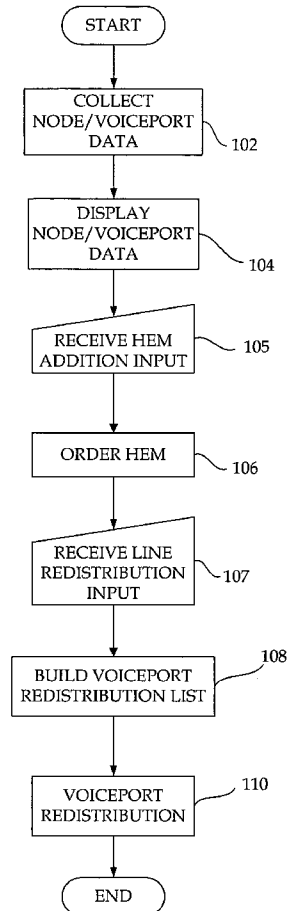 START
COLLECT
NODE/VOICEPORT
DATA
102
DISPLAY
NODE/VOICEPORT
DATA
104
RECEIVE HEM
ADDITION INPUT
105
ORDER HEM
106
RECEIVE LINE
REDISTRIBUTION
INPUT
107
BUILD VOICEPORT
REDISTRIBUTION LIST
108
VOICEPORT
REDISTRIBUTION
110
END